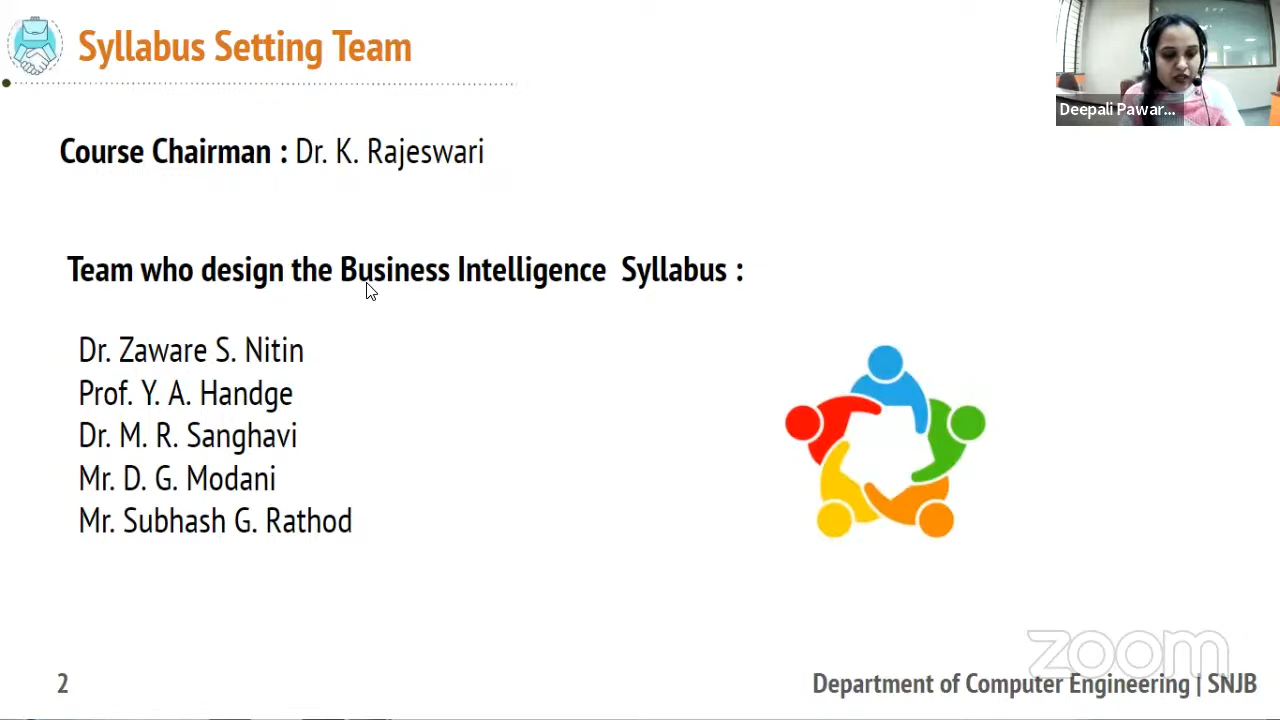 Syllabus Setting Team
Deepali Pawar...
Course Chairman : Dr. K. Rajeswari
Team who design the Business Intelligence Syllabus :
Dr. Zaware S. Nitin
Prof. Y. A. Handge
Dr. M. R. Sanghavi
Mr. D. G. Modani
Mr. Subhash G. Rathod
zoom
2
Department of Computer Engineering | SNJB